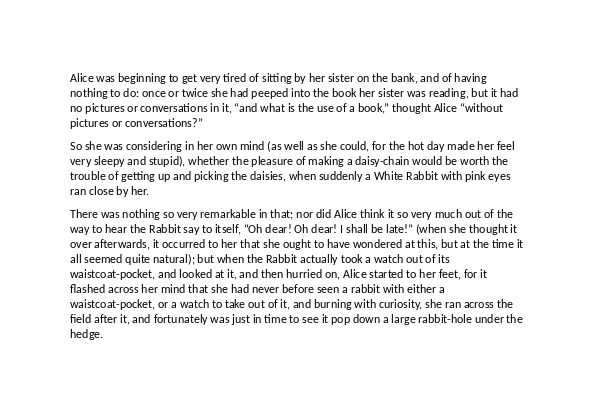 Alice was beginning to get very tired of sitting by her sister on the bank, and of having
nothing to do: once or twice she had peeped into the book her sister was reading, but it had
no pictures or conversations in it, “and what is the use of a book,” thought Alice “without
pictures or conversations?”
So she was considering in her own mind (as well as she could, for the hot day made her feel
very sleepy and stupid), whether the pleasure of making a daisy-chain would be worth the
trouble of getting up and picking the daisies, when suddenly a White Rabbit with pink eyes
ran close by her.
There was nothing so very remarkable in that; nor did Alice think it so very much out of the
way to hear the Rabbit say to itself, “Oh dear! Oh dear! I shall be late!” (when she thought it
over afterwards, it occurred to her that she ought to have wondered at this, but at the time it
all seemed quite natural); but when the Rabbit actually took a watch out of its
waistcoat-pocket, and looked at it, and then hurried on, Alice started to her feet, for it
flashed across her mind that she had never before seen a rabbit with either a
waistcoat-pocket, or a watch to take out of it, and burning with curiosity, she ran across the
field after it, and fortunately was just in time to see it pop down a large rabbit-hole under the
hedge.